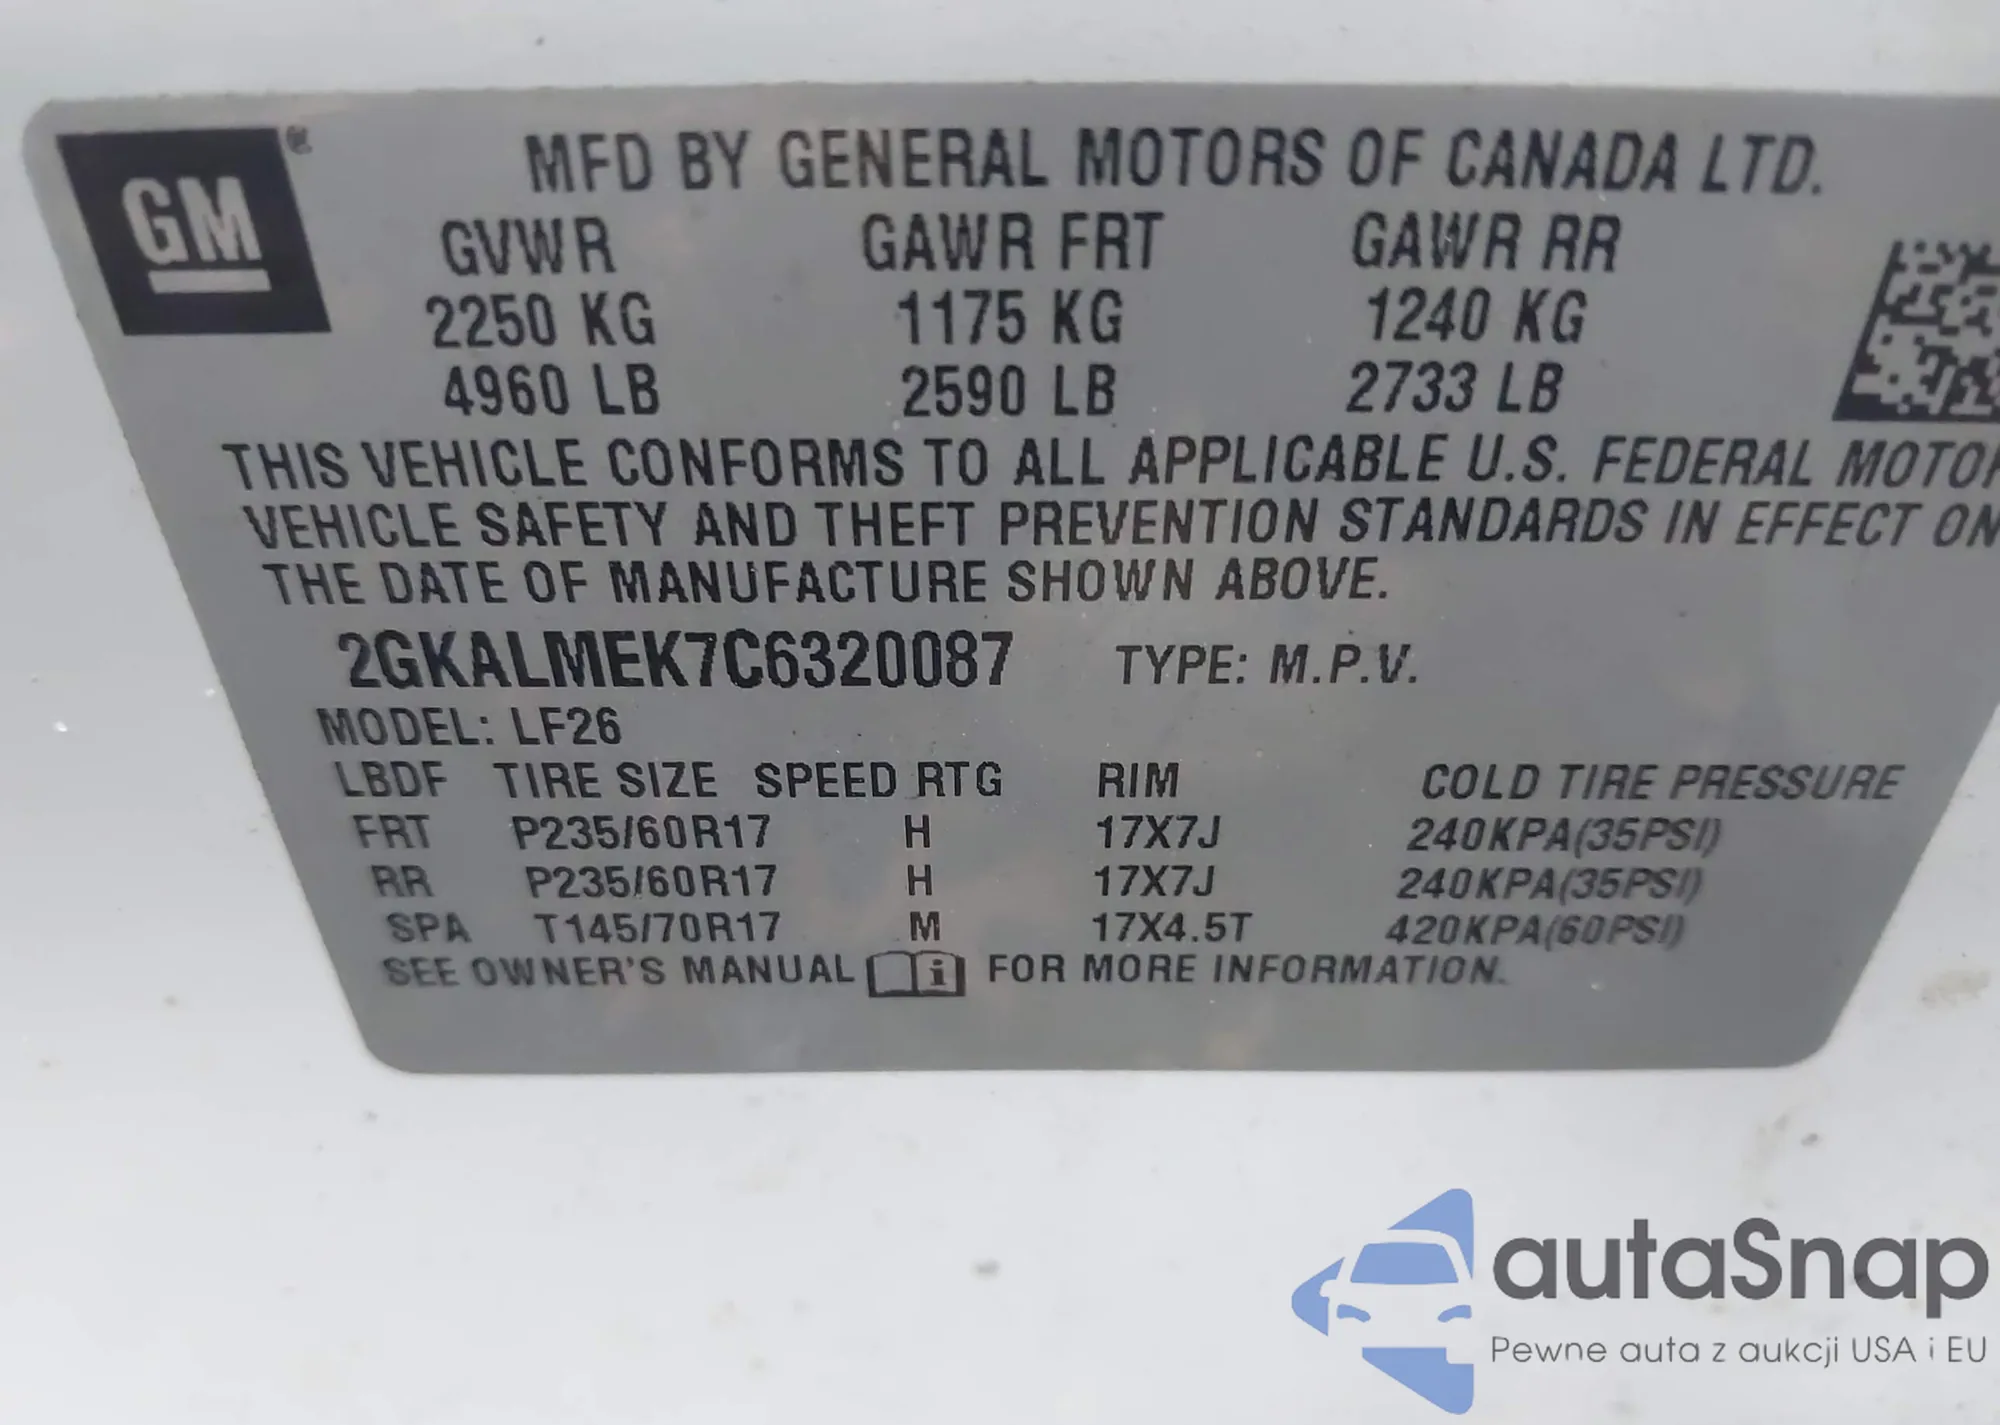 GM ®
MFD BY GENERAL MOTORS OF CANADA LTD.
GVWR GAWR FRT GAWR RR
2250 KG 1175 KG 1240 KG
4960 LB 2590 LB 2733 LB
THIS VEHICLE CONFORMS TO ALL APPLICABLE U.S. FEDERAL MOTOR
VEHICLE SAFETY AND THEFT PREVENTION STANDARDS IN EFFECT ON
THE DATE OF MANUFACTURE SHOWN ABOVE.
2GKALMEK7C6320087 TYPE: M.P.V.
MODEL: LF26
LBDF TIRE SIZE SPEED RTG RIM COLD TIRE PRESSURE
FRT P235/60R17 H 17X7J 240KPA(35PSI)
RR P235/60R17 H 17X7J 240KPA(35PSI)
SPA T145/70R17 M 17X4.5T 420KPA(60PSI)
SEE OWNER'S MANUAL i FOR MORE INFORMATION.
autaSnap
Pewne auta z aukcji USA i EU